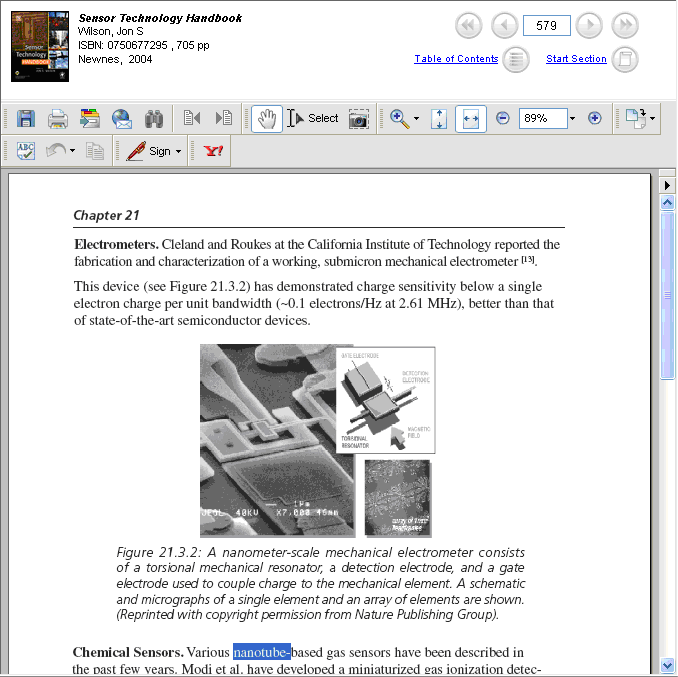 Sensor Technology Handbook
Wilson, Jon S
ISBN: 0750677295 , 705 pp
Newnes, 2004
579
Table of Contents
Start Section
Sensor
Technology
HANDBOOK
Select
89%
ABC
Sign
Y!
Chapter 21
Electrometers. Cleland and Roukes at the California Institute of Technology reported the
fabrication and characterization of a working, submicron mechanical electrometer [13].
This device (see Figure 21.3.2) has demonstrated charge sensitivity below a single
electron charge per unit bandwidth (~0.1 electrons/Hz at 2.61 MHz), better than that
of state-of-the-art semiconductor devices.
GATE ELECTRODE
DETECTION
ELECTRODE
MAGNETIC
FIELD
TORSIONAL
RESONATOR
1µm
JEOL 40KV X7,000 46mm
Figure 21.3.2: A nanometer-scale mechanical electrometer consists
of a torsional mechanical resonator, a detection electrode, and a gate
electrode used to couple charge to the mechanical element. A schematic
and micrographs of a single element and an array of elements are shown.
(Reprinted with copyright permission from Nature Publishing Group).
Chemical Sensors. Various nanotube-based gas sensors have been described in
the past few years. Modi et al. have developed a miniaturized gas ionization detec-